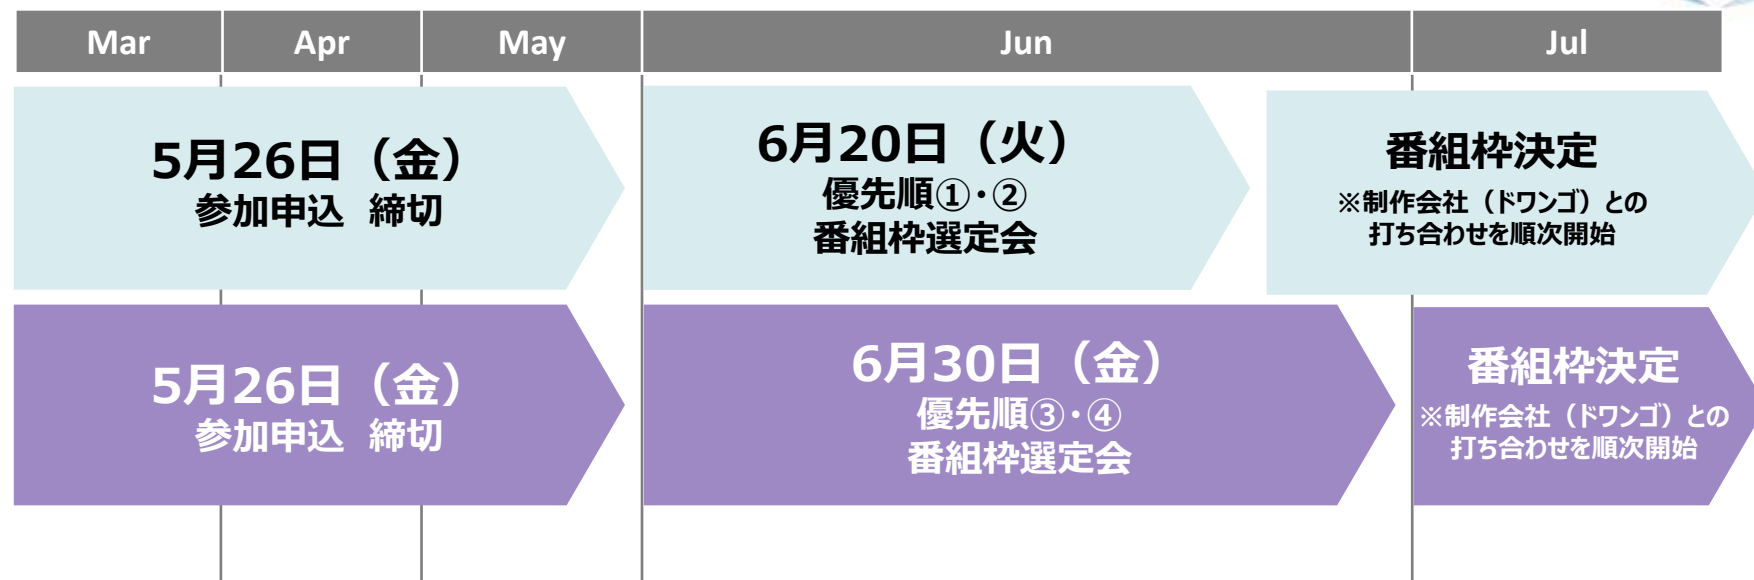 Mar
Apr
May
Jun
Jul
5月26日（金）
参加申込 締切
6月20日（火）
優先順①・②
番組枠選定会
番組枠決定
※制作会社（ドワンゴ）との
打ち合わせを順次開始
5月26日（金）
参加申込 締切
6月30日（金）
優先順③・④
番組枠選定会
番組枠決定
※制作会社（ドワンゴ）との
打ち合わせを順次開始